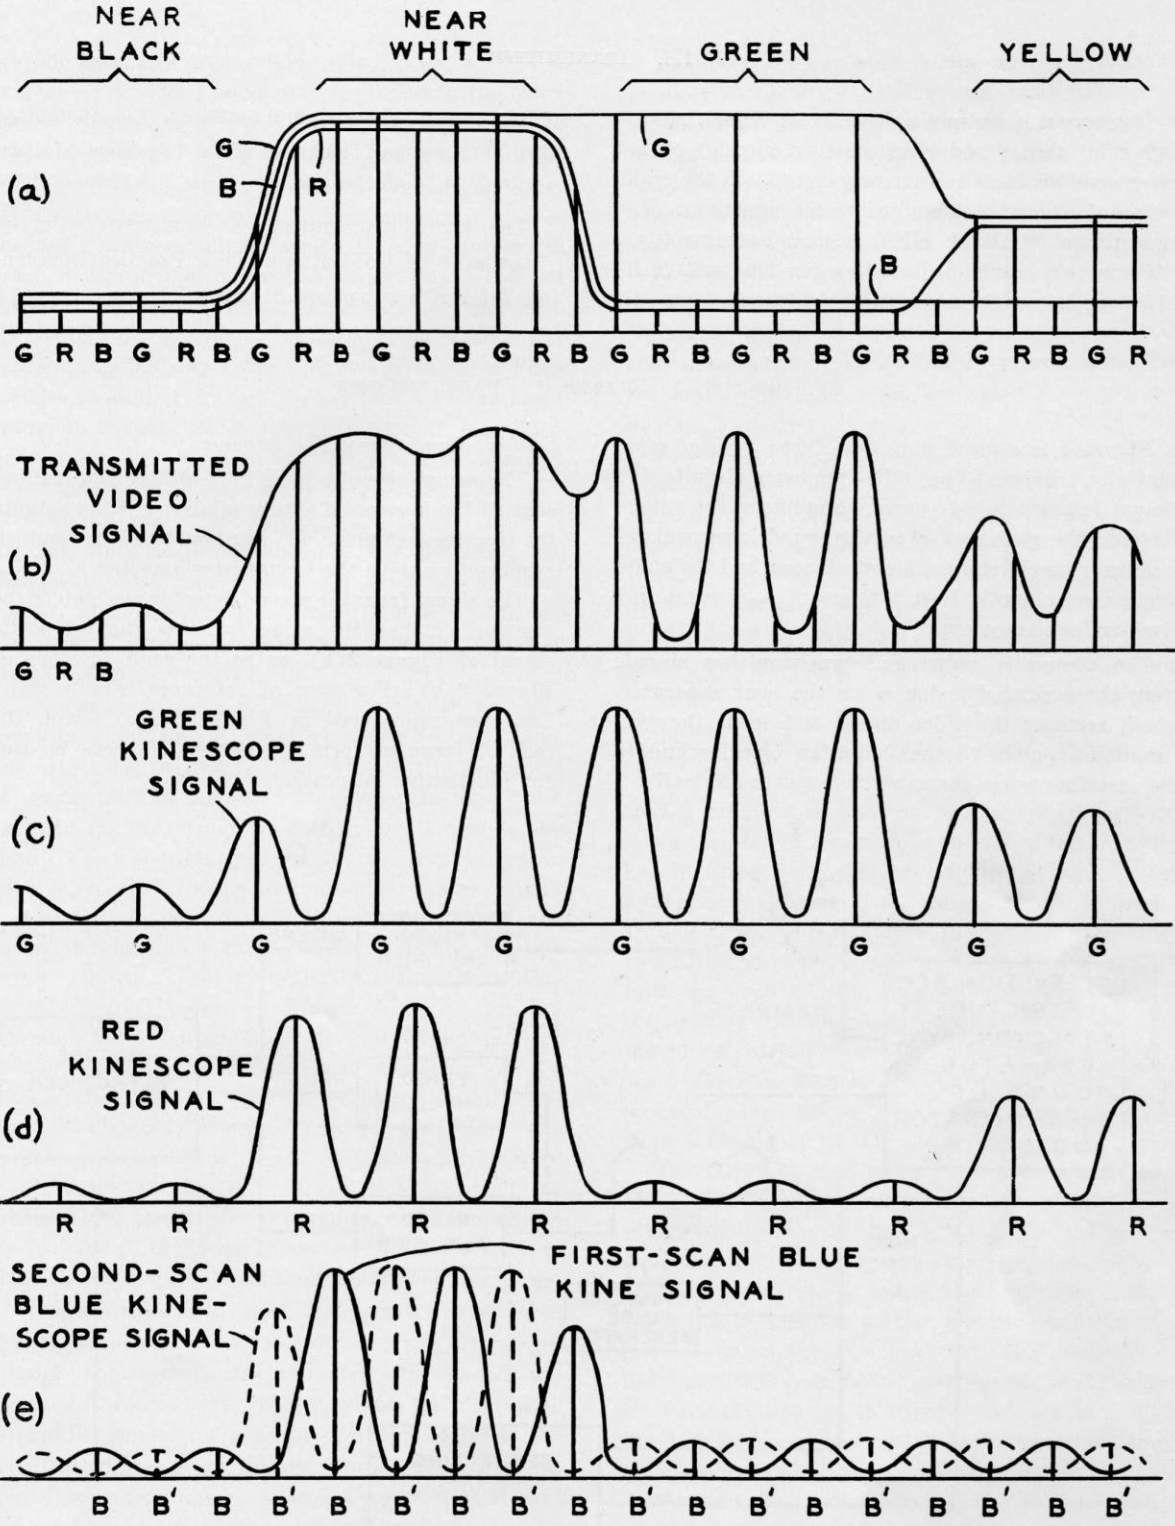 NEAR BLACK
NEAR WHITE
GREEN
YELLOW
(a)
G
B
R
G
B
G R B G R B G R B G R B G R B G R B G R B G R B G R B G R
TRANSMITTED
VIDEO
SIGNAL
(b)
G R B
GREEN
KINESCOPE
SIGNAL
(c)
G G G G G G G G G G
RED
KINESCOPE
SIGNAL
(d)
R R R R R R R R R R
SECOND-SCAN
BLUE KINE-
SCOPE SIGNAL
FIRST-SCAN BLUE
KINE SIGNAL
(e)
B B' B B' B B' B B' B B' B B' B B' B B' B B'